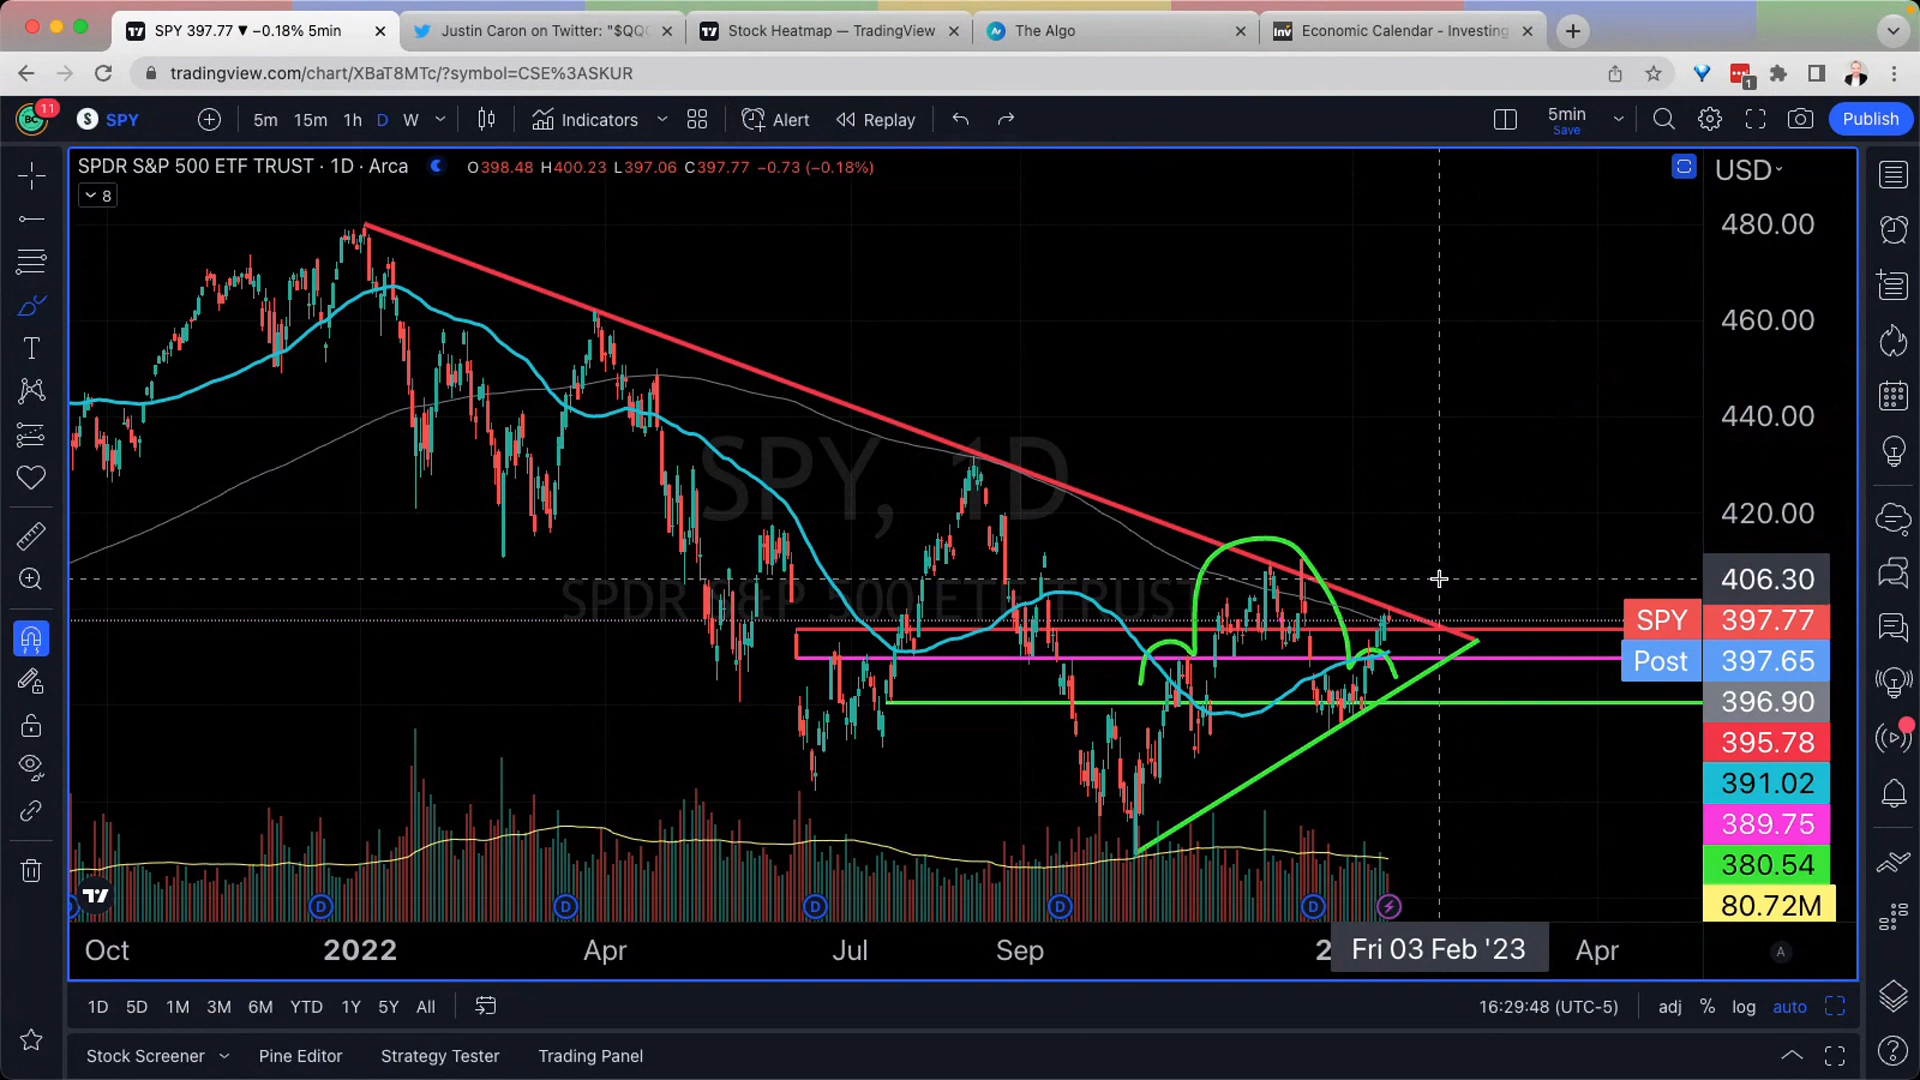 SPY 397.77 ▼ −0.18% 5min
Justin Caron on Twitter: "$QQQ
Stock Heatmap — TradingView
The Algo
Inv
Economic Calendar - Investing
tradingview.com/chart/XBaT8MTc/?symbol=CSE%3ASKUR
1
11
BC
S
SPY
5m
15m
1h
D
W
Indicators
Alert
Replay
5min
Save
Publish
SPDR S&P 500 ETF TRUST · 1D · Arca
O398.48 H400.23 L397.06 C397.77 −0.73 (−0.18%)
8
USD
480.00
460.00
440.00
SPY, 1D
420.00
SPDR S&P 500 ETF TRUST
406.30
SPY
397.77
Post
397.65
396.90
395.78
391.02
389.75
380.54
80.72M
D
D
D
D
D
D
Oct
2022
Apr
Jul
Sep
2
Fri 03 Feb '23
Apr
A
1D
5D
1M
3M
6M
YTD
1Y
5Y
All
16:29:48 (UTC-5)
adj
%
log
auto
Stock Screener
Pine Editor
Strategy Tester
Trading Panel